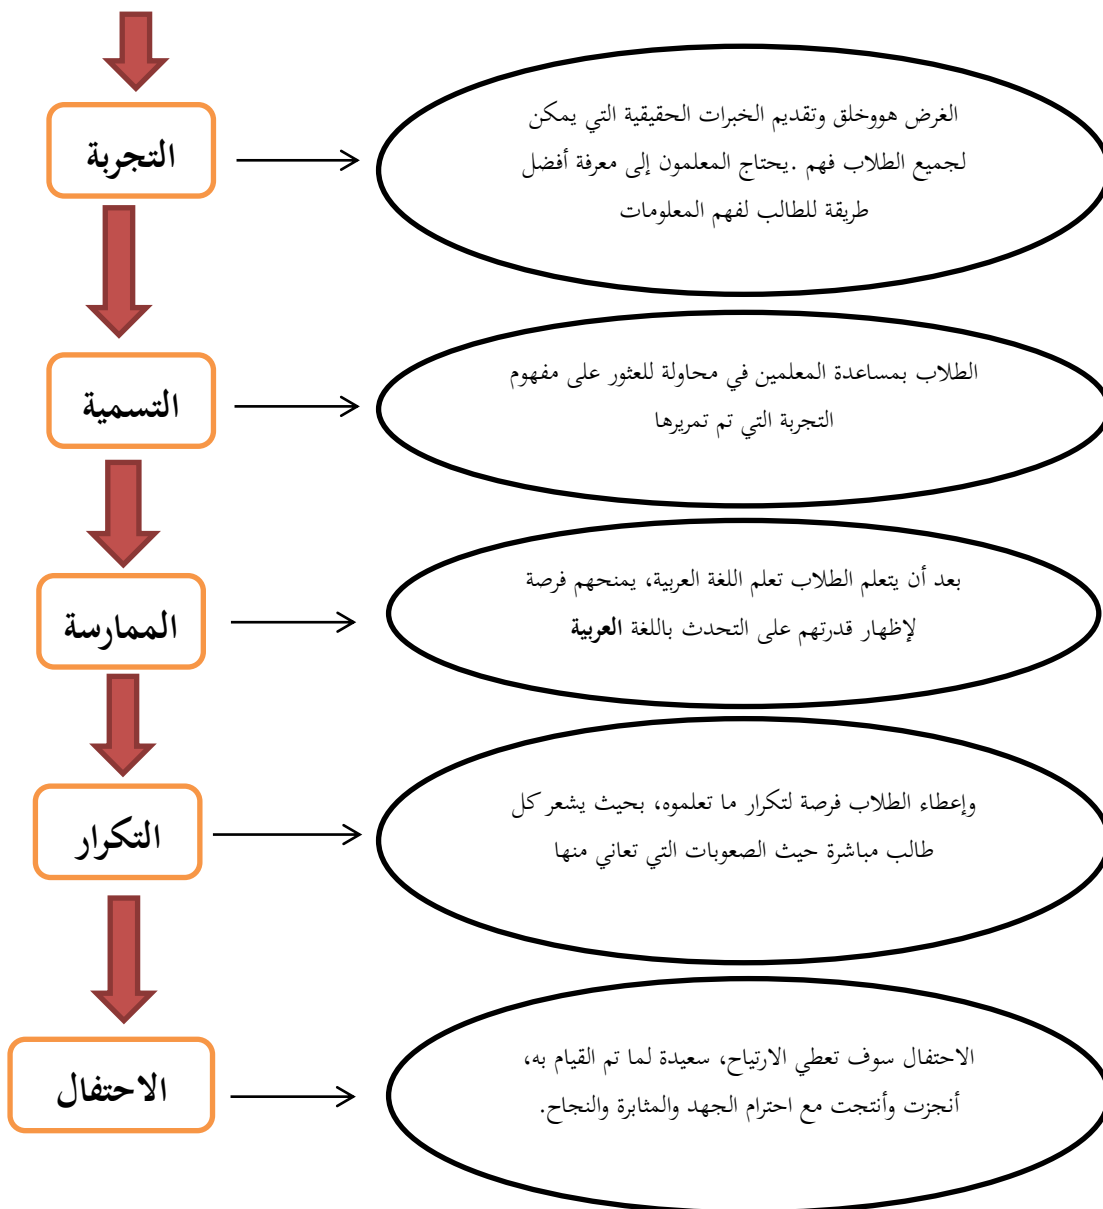 التجربة
الغرض هووخلق وتقديم الخبرات الحقيقية التي يمكن
لجميع الطلاب فهم .يحتاج المعلمون إلى معرفة أفضل
طريقة للطالب لفهم المعلومات
التسمية
الطلاب بمساعدة المعلمين في محاولة للعثور على مفهوم
التجربة التي تم تمريرها
الممارسة
بعد أن يتعلم الطلاب تعلم اللغة العربية، يمنحهم فرصة
لإظهار قدرتهم على التحدث باللغة العربية
التكرار
وإعطاء الطلاب فرصة لتكرار ما تعلموه، بحيث يشعر كل
طالب مباشرة حيث الصعوبات التي تعاني منها
الاحتفال
الاحتفال سوف تعطي الارتياح، سعيدة لما تم القيام به،
أنجزت وأنتجت مع احترام الجهد والمثابرة والنجاح.